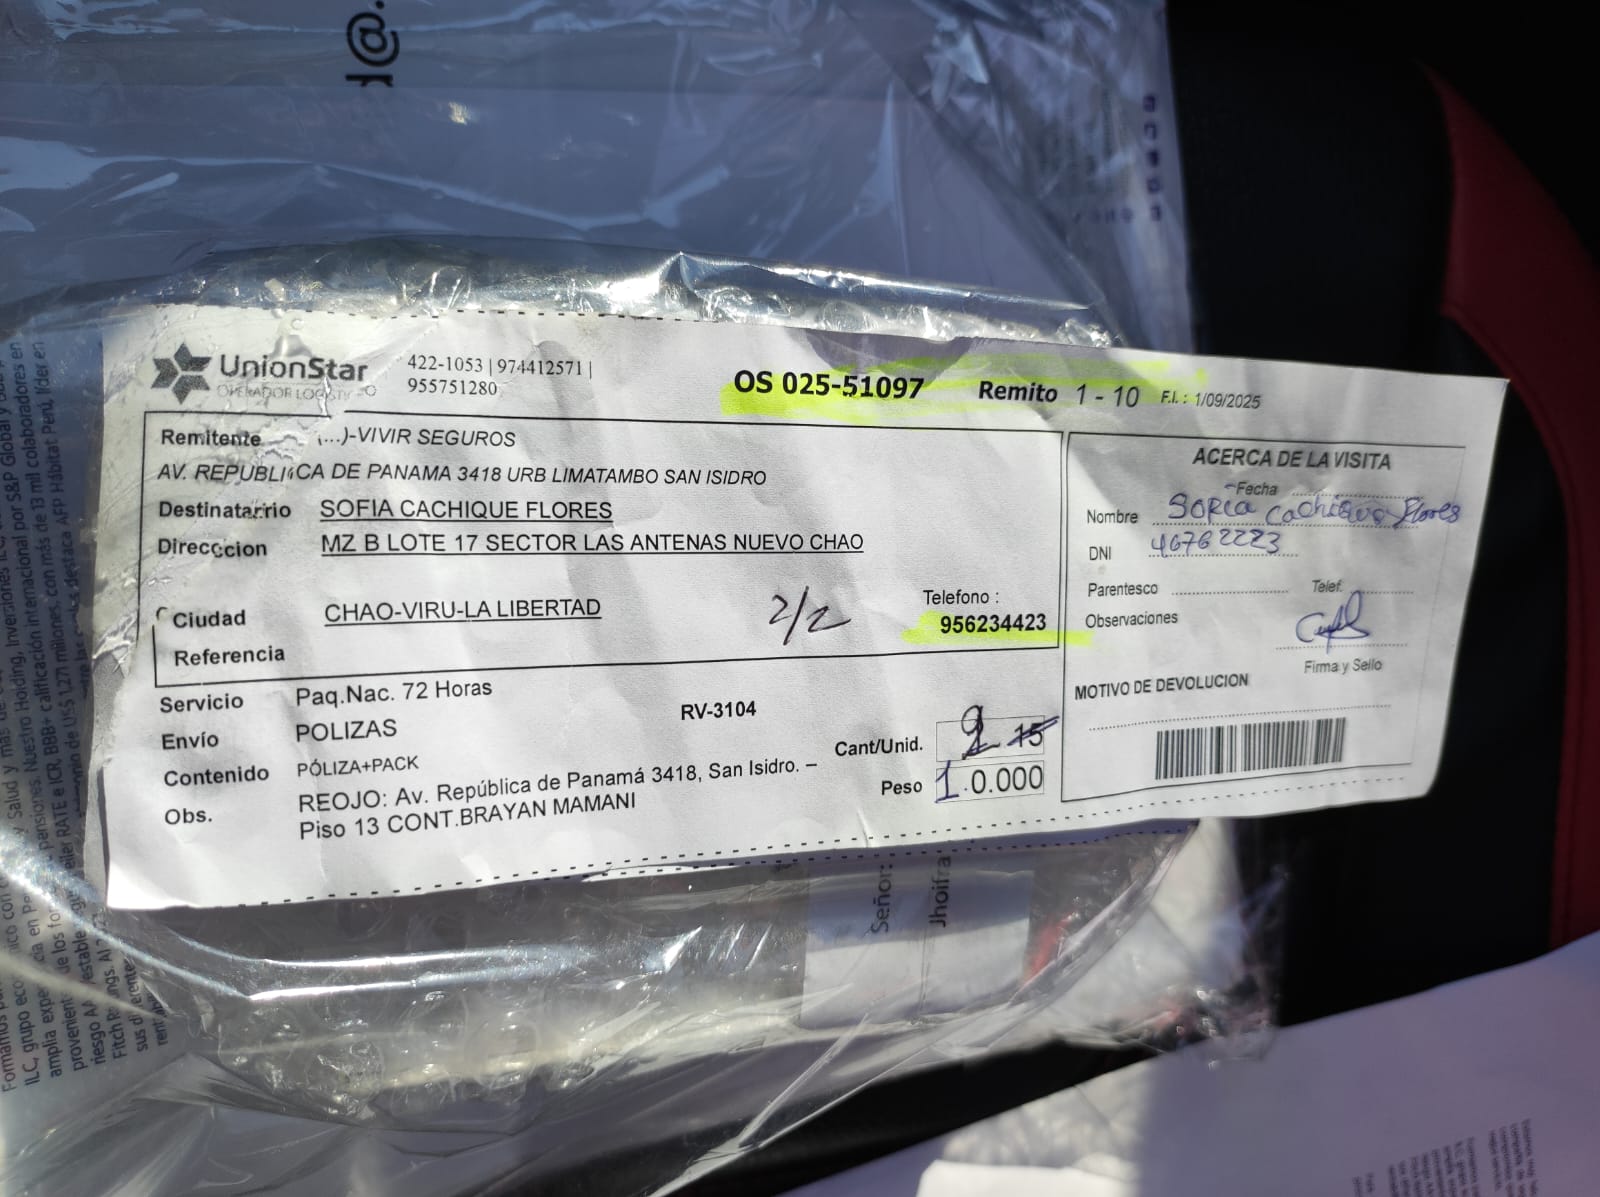 UnionStar
OPERADOR LOGISTICO
422-1053 | 974412571 |
955751280
OS 025-51097
Remito 1 - 10 F.I. : 1/09/2025
Remitente (...)-VIVIR SEGUROS
AV. REPUBLICA DE PANAMA 3418 URB LIMATAMBO SAN ISIDRO
Destinatario SOFIA CACHIQUE FLORES
Direccion MZ B LOTE 17 SECTOR LAS ANTENAS NUEVO CHAO
Ciudad CHAO-VIRU-LA LIBERTAD
2/2
Telefono :
956234423
Referencia
Servicio Paq.Nac. 72 Horas
Envío POLIZAS
RV-3104
Contenido PÓLIZA+PACK
Obs. REOJO: Av. República de Panamá 3418, San Isidro. –
Piso 13 CONT.BRAYAN MAMANI
Cant/Unid. 15
Peso 1.0.000
ACERCA DE LA VISITA
Fecha
Nombre Sofia Cachique Flores
DNI 46762223
Parentesco Telef.
Observaciones
Firma y Sello
MOTIVO DE DEVOLUCION
Señor:
Jhoifra